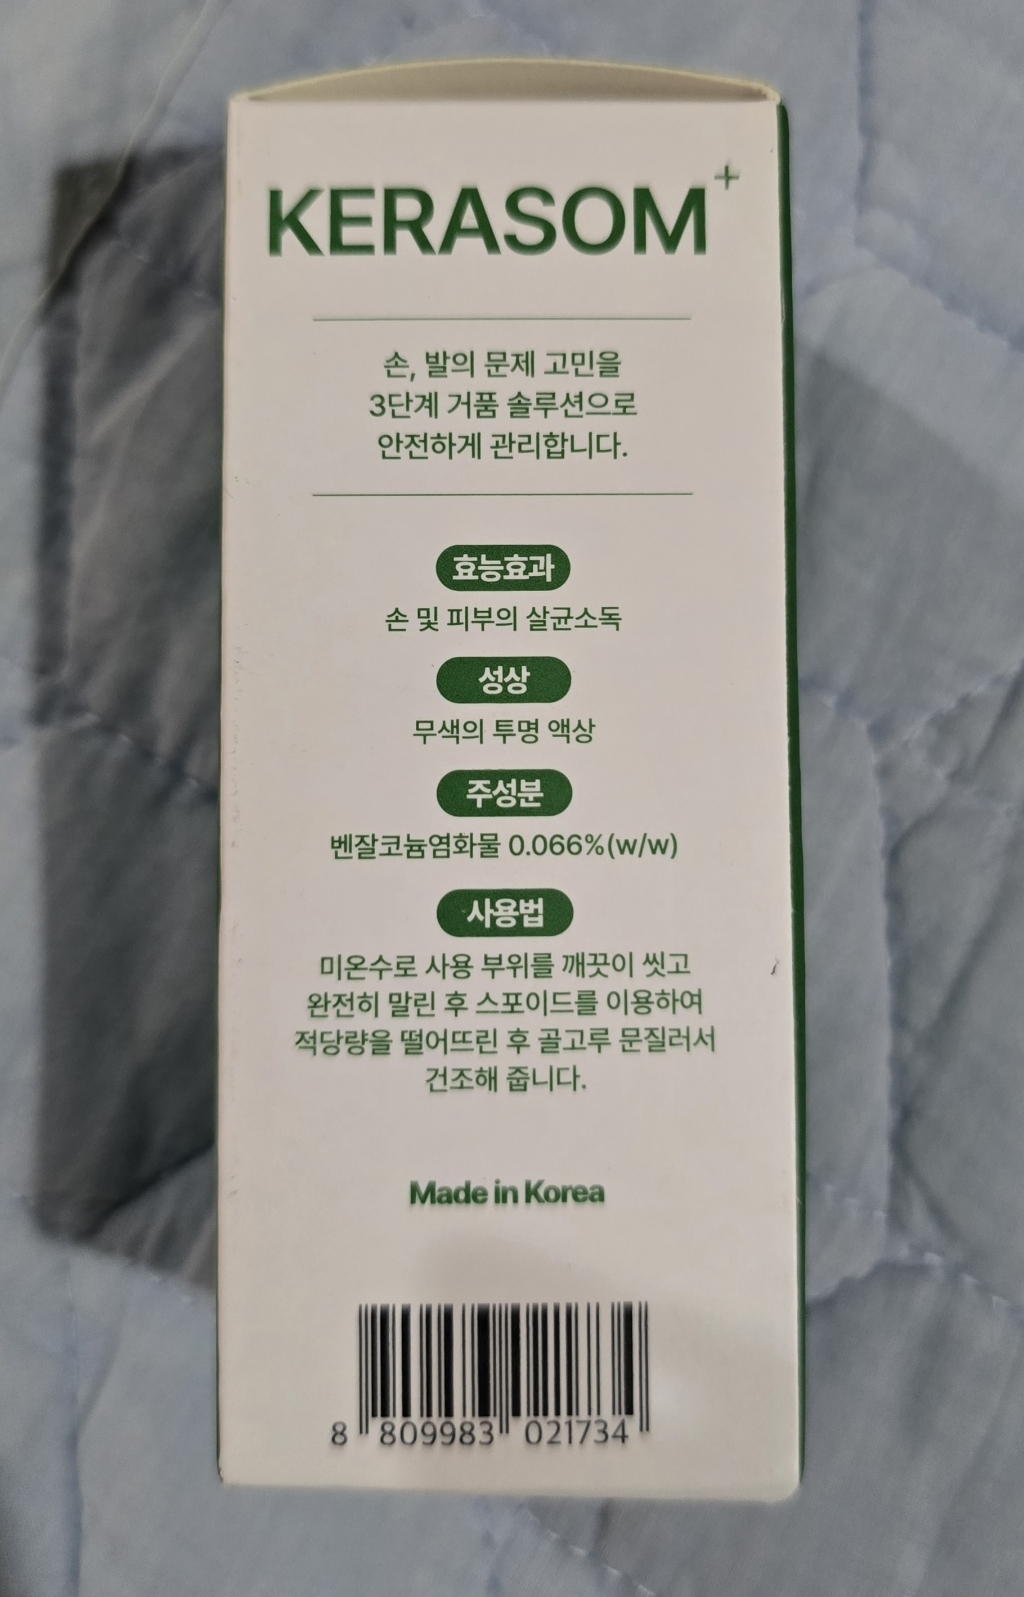 KERASOM+
손, 발의 문제 고민을
3단계 거품 솔루션으로
안전하게 관리합니다.
효능효과
손 및 피부의 살균소독
성상
무색의 투명 액상
주성분
벤잘코늄염화물 0.066%(w/w)
사용법
미온수로 사용 부위를 깨끗이 씻고
완전히 말린 후 스포이드를 이용하여
적당량을 떨어뜨린 후 골고루 문질러서
건조해 줍니다.
Made in Korea
8 809983 021734